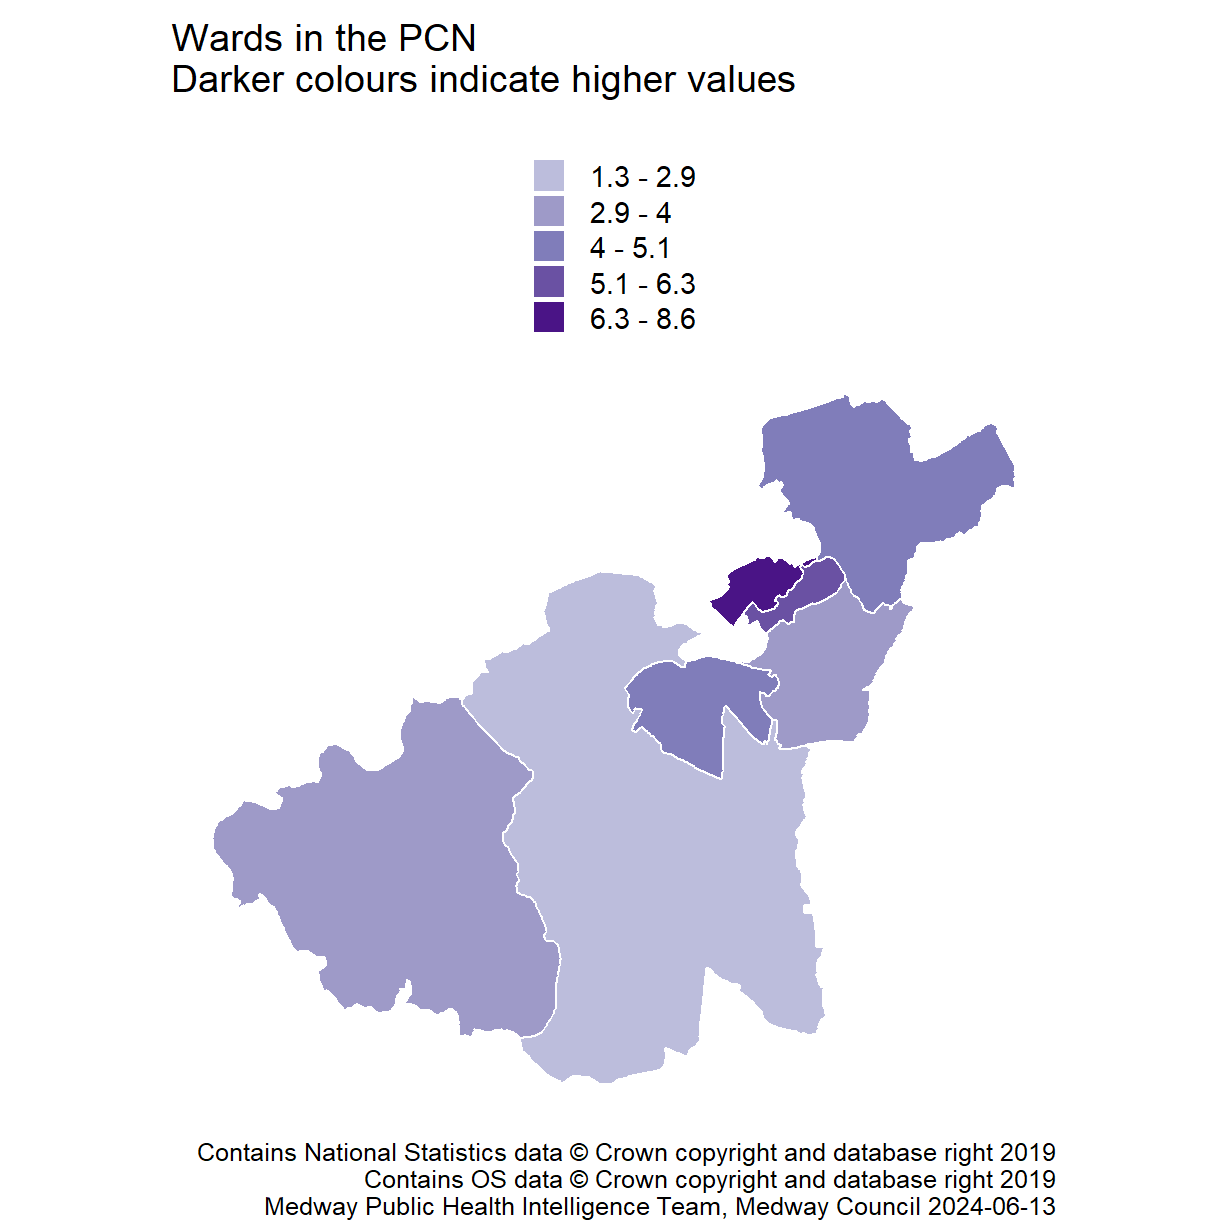 Wards in the PCN
Darker colours indicate higher values
1.3 - 2.9
2.9 - 4
4 - 5.1
5.1 - 6.3
6.3 - 8.6
Contains National Statistics data © Crown copyright and database right 2019
Contains OS data © Crown copyright and database right 2019
Medway Public Health Intelligence Team, Medway Council 2024-06-13